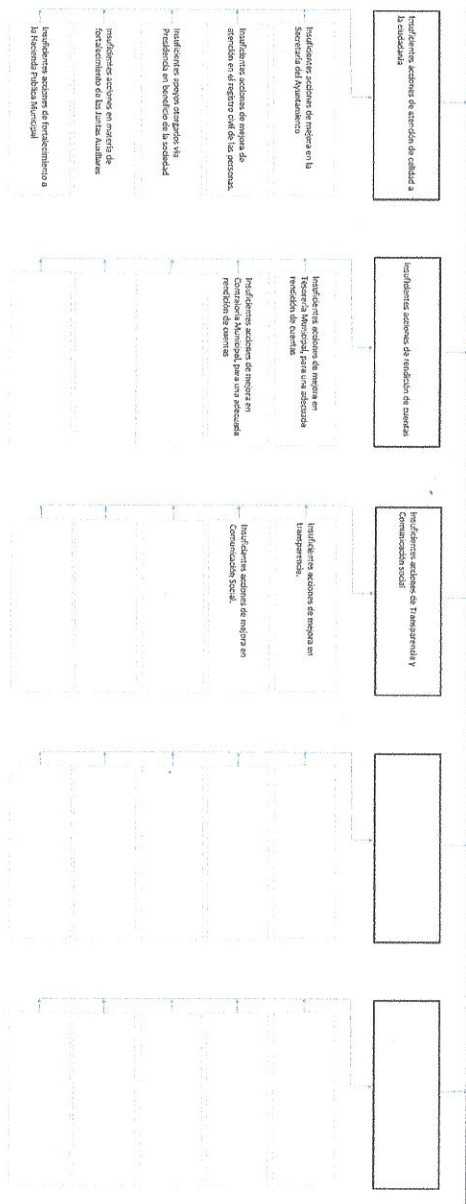 Insuficientes acciones de atención de calidad a
la ciudadanía
Insuficientes acciones de mejora en la
Secretaría del Ayuntamiento
Insuficientes acciones de mejora de
atención en el registro civil de las personas.
Insuficientes apoyos otorgados vía
Presidencia en beneficio de la sociedad
Insuficientes acciones en materia de
fortalecimiento de las Juntas Auxiliares
Insuficientes acciones de fortalecimiento a
la Hacienda Pública Municipal
Insuficientes acciones de rendición de cuentas
Insuficientes acciones de mejora en
Tesorería Municipal, para una adecuada
rendición de cuentas
Insuficientes acciones de mejora en
Contraloría Municipal, para una adecuada
rendición de cuentas
Insuficientes acciones de Transparencia y
Comunicación social
Insuficientes acciones de mejora en
transparencia.
Insuficientes acciones de mejora en
Comunicación Social.